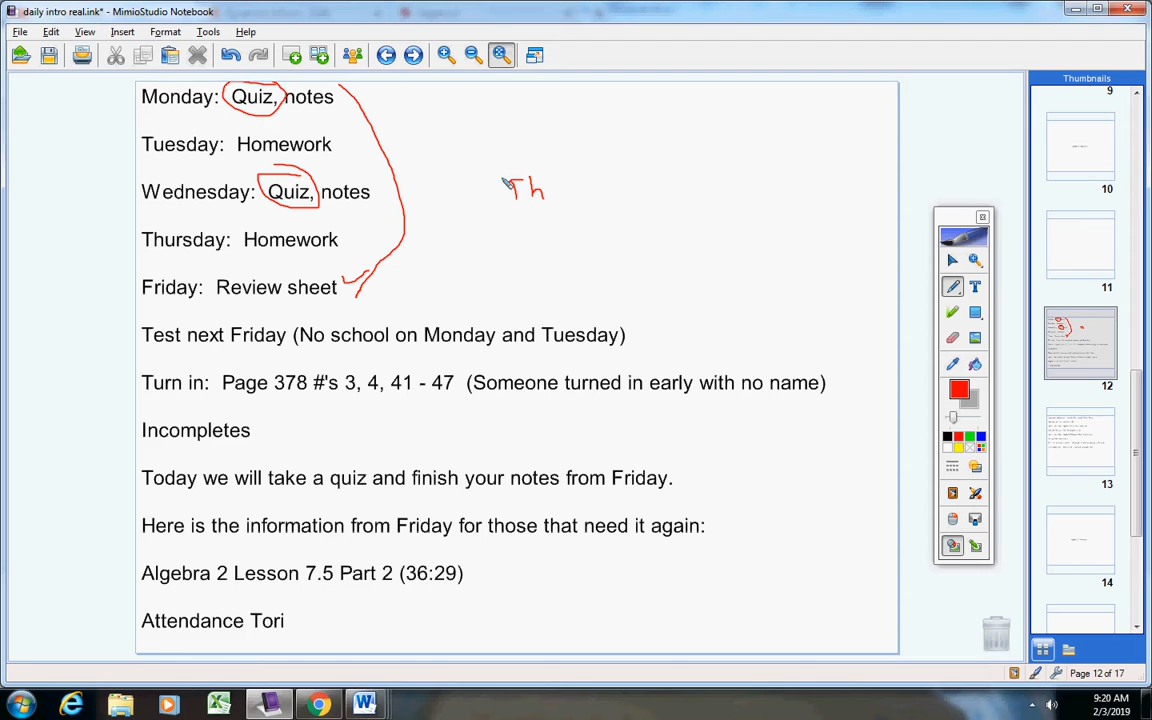 daily intro real.ink* - MimioStudio Notebook
File Edit View Insert Format Tools Help
Monday: Quiz, notes
Tuesday: Homework
Wednesday: Quiz, notes
Th
Thursday: Homework
Friday: Review sheet
Test next Friday (No school on Monday and Tuesday)
Turn in: Page 378 #'s 3, 4, 41 - 47 (Someone turned in early with no name)
Incompletes
Today we will take a quiz and finish your notes from Friday.
Here is the information from Friday for those that need it again:
Algebra 2 Lesson 7.5 Part 2 (36:29)
Attendance Tori
Thumbnails
9
10
11
12
13
14
Page 12 of 17
9:20 AM
2/3/2019